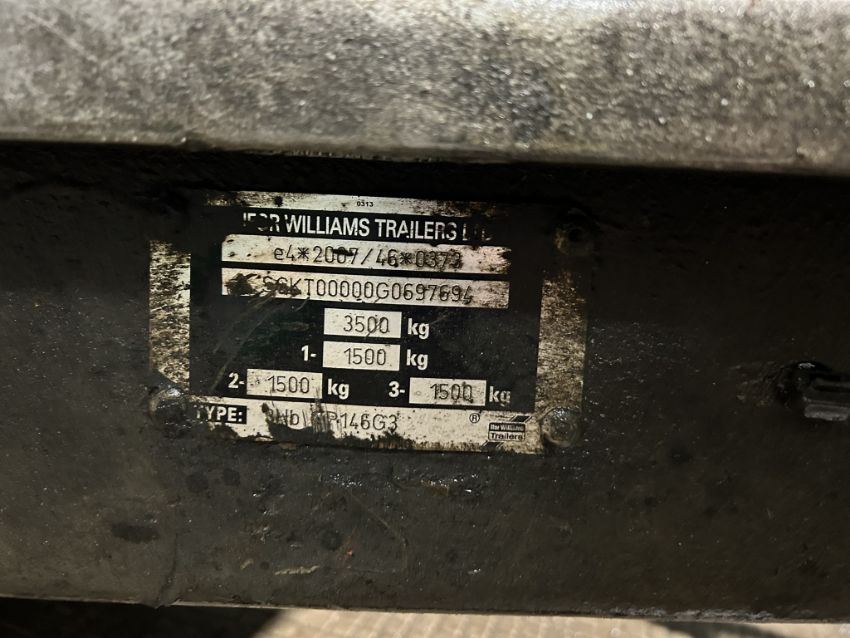 0313
IFOR WILLIAMS TRAILERS LTD
e4*2007/46*0373
SCKT00000G0697694
3500 kg
1- 1500 kg
2- 1500 kg 3- 1500 kg
TYPE: P146G3 ®
Ifor Williams
Trailers